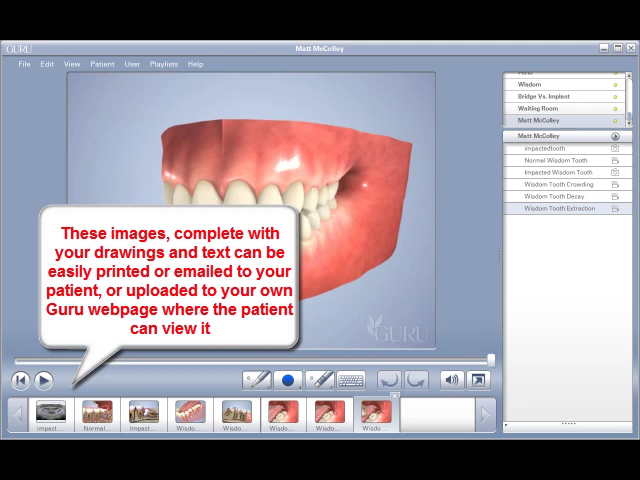 GURU
Matt McColley
File Edit View Patient User Playlists Help
Wisdom
Bridge Vs. Implant
Waiting Room
Matt McColley
Matt McColley
impactedtooth
Normal Wisdom Tooth
Impacted Wisdom Tooth
Wisdom Tooth Crowding
Wisdom Tooth Decay
Wisdom Tooth Extraction
These images, complete with
your drawings and text can be
easily printed or emailed to your
patient, or uploaded to your own
Guru webpage where the patient
can view it
GURU
impact... Normal... Impact... Wisdo... Wisdo... Wisdo... Wisdo... Wisdo...